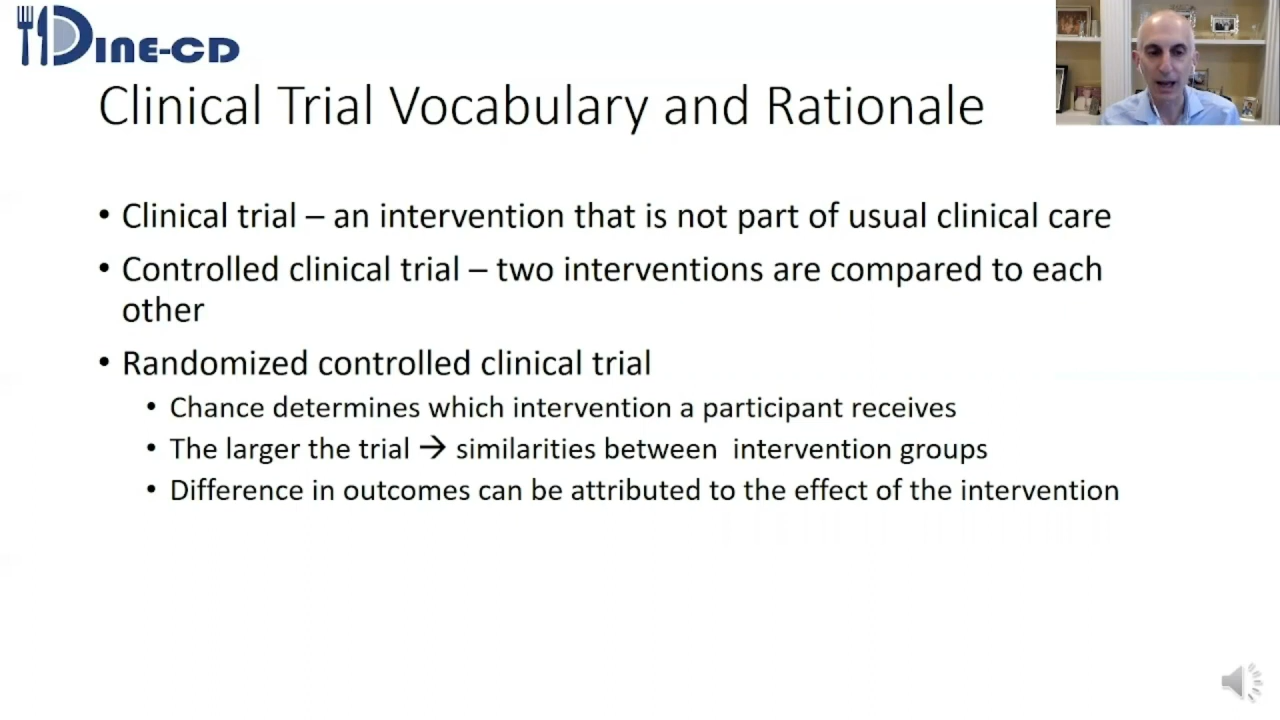 DINE-CD
Clinical Trial Vocabulary and Rationale
• Clinical trial – an intervention that is not part of usual clinical care
• Controlled clinical trial – two interventions are compared to each
other
• Randomized controlled clinical trial
• Chance determines which intervention a participant receives
• The larger the trial → similarities between  intervention groups
• Difference in outcomes can be attributed to the effect of the intervention